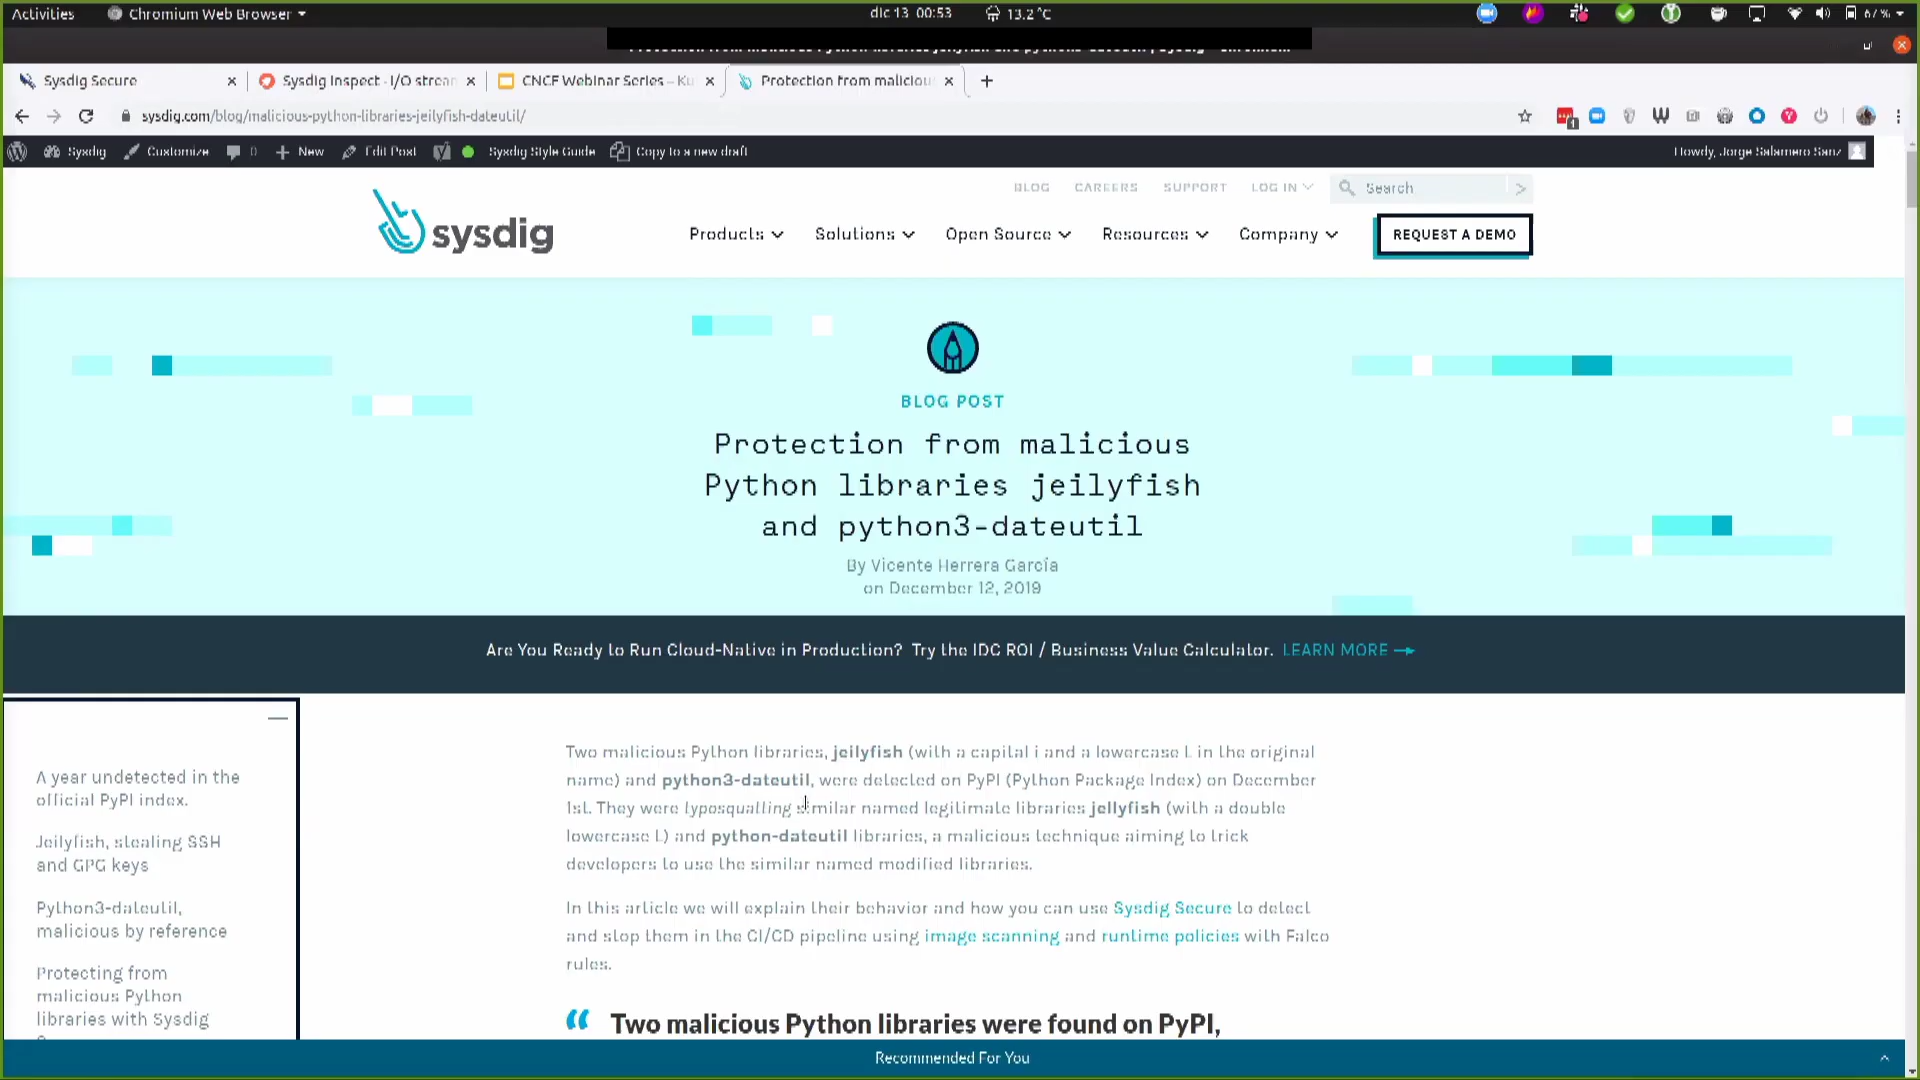 Activities
Chromium Web Browser
dic 13 00:53
13.2 °C
67 %
Sysdig Secure
Sysdig Inspect - I/O strean
CNCF Webinar Series – Ku
Protection from maliciou
sysdig.com/blog/malicious-python-libraries-jeilyfish-dateutil/
1
Sysdig
Customize
0
New
Edit Post
Sysdig Style Guide
Copy to a new draft
Howdy, Jorge Salamero Sanz
BLOG
CAREERS
SUPPORT
LOG IN
Search
sysdig
Products
Solutions
Open Source
Resources
Company
REQUEST A DEMO
BLOG POST
Protection from malicious
Python libraries jeilyfish
and python3-dateutil
By Vicente Herrera García
on December 12, 2019
Are You Ready to Run Cloud-Native in Production? Try the IDC ROI / Business Value Calculator. LEARN MORE
A year undetected in the
official PyPI index.
Jeilyfish, stealing SSH
and GPG keys
Python3-dateutil,
malicious by reference
Protecting from
malicious Python
libraries with Sysdig
Two malicious Python libraries, jeilyfish (with a capital i and a lowercase L in the original
name) and python3-dateutil, were detected on PyPI (Python Package Index) on December
1st. They were typosquatting similar named legitimate libraries jellyfish (with a double
lowercase L) and python-dateutil libraries, a malicious technique aiming to trick
developers to use the similar named modified libraries.
In this article we will explain their behavior and how you can use Sysdig Secure to detect
and stop them in the CI/CD pipeline using image scanning and runtime policies with Falco
rules.
Two malicious Python libraries were found on PyPI,
Recommended For You